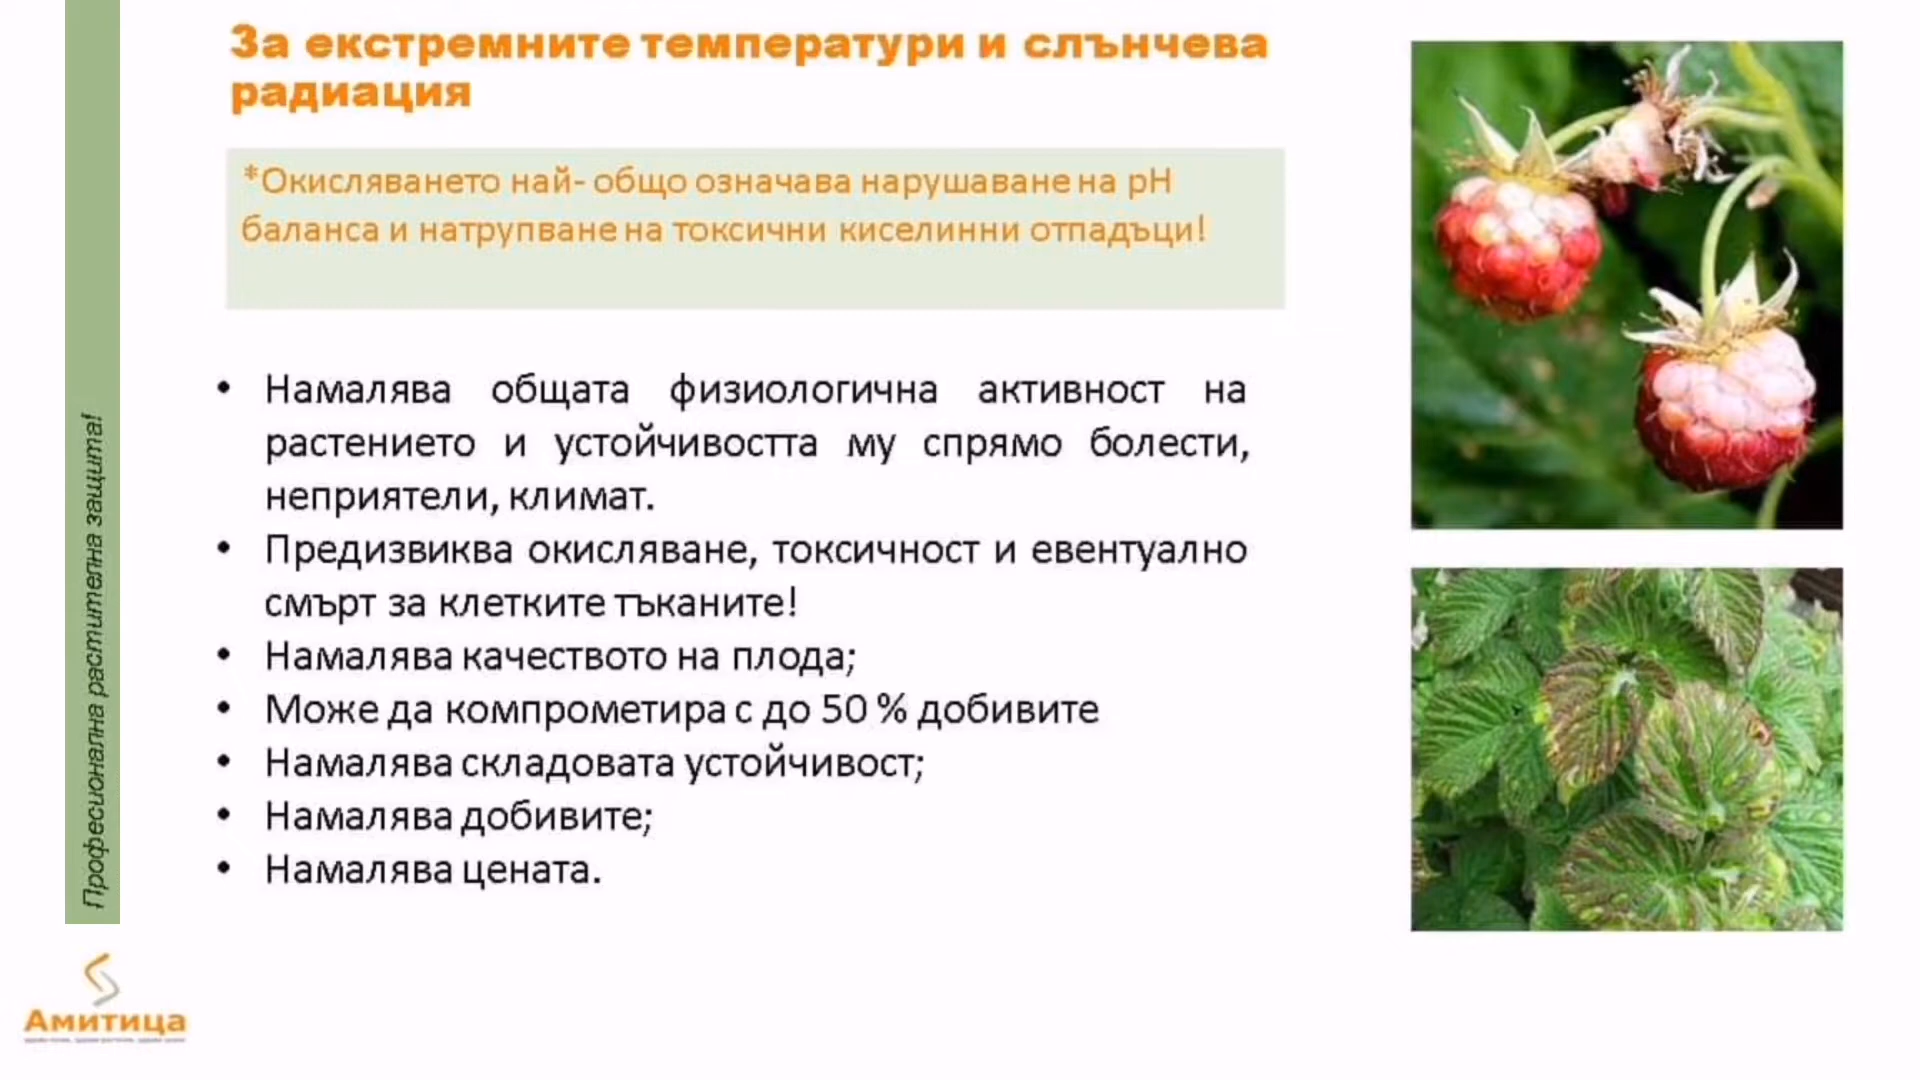 За екстремните температури и слънчева
радиация
*Окисляването най- общо означава нарушаване на pH
баланса и натрупване на токсични киселинни отпадъци!
• Намалява общата физиологична активност на
растението и устойчивостта му спрямо болести,
неприятели, климат.
• Предизвиква окисляване, токсичност и евентуално
смърт за клетките тъканите!
• Намалява качеството на плода;
• Може да компрометира с до 50 % добивите
• Намалява складовата устойчивост;
• Намалява добивите;
• Намалява цената.
Професионална растителна защита!
Амитица